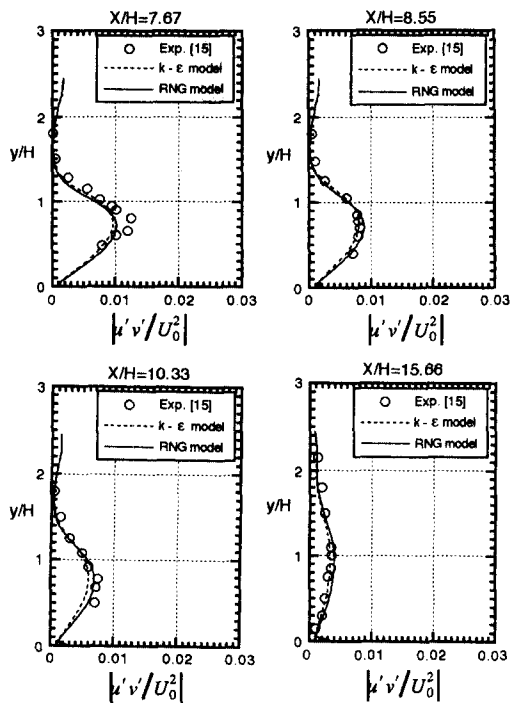 X/H=7.67
3
Exp. [15]
k - ε model
RNG model
2
y/H
1
0
0 0.01 0.02 0.03
|u'v'/U₀²|
X/H=8.55
3
Exp. [15]
k - ε model
RNG model
2
y/H
1
0
0 0.01 0.02 0.03
|u'v'/U₀²|
X/H=10.33
3
Exp. [15]
k - ε model
RNG model
2
y/H
1
0
0 0.01 0.02 0.03
|u'v'/U₀²|
X/H=15.66
3
Exp. [15]
k - ε model
RNG model
2
y/H
1
0
0 0.01 0.02 0.03
|u'v'/U₀²|